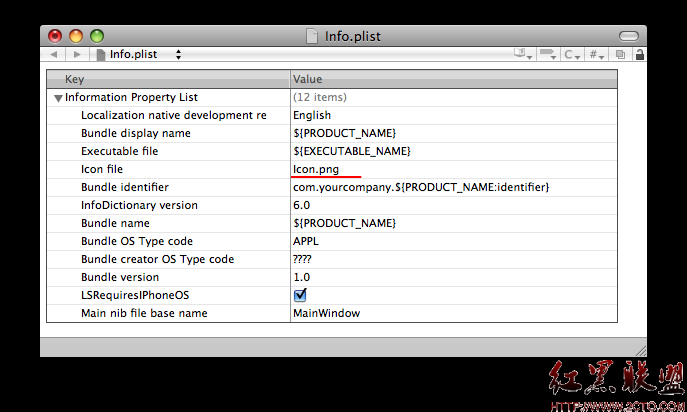 Info.plist
Info.plist C #
Key Value
Information Property List (12 items)
Localization native development re English
Bundle display name ${PRODUCT_NAME}
Executable file ${EXECUTABLE_NAME}
Icon file Icon.png
Bundle identifier com.yourcompany.${PRODUCT_NAME:identifier}
InfoDictionary version 6.0
Bundle name ${PRODUCT_NAME}
Bundle OS Type code APPL
Bundle creator OS Type code ????
Bundle version 1.0
LSRequiresIPhoneOS
Main nib file base name MainWindow
红黑联盟
HTTP://WWW.2CTO.COM